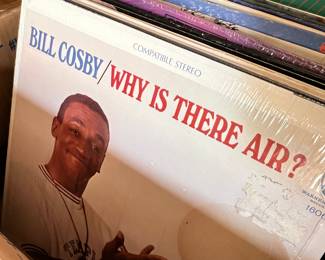 COMPATIBLE STEREO
BILL COSBY/WHY IS THERE AIR?